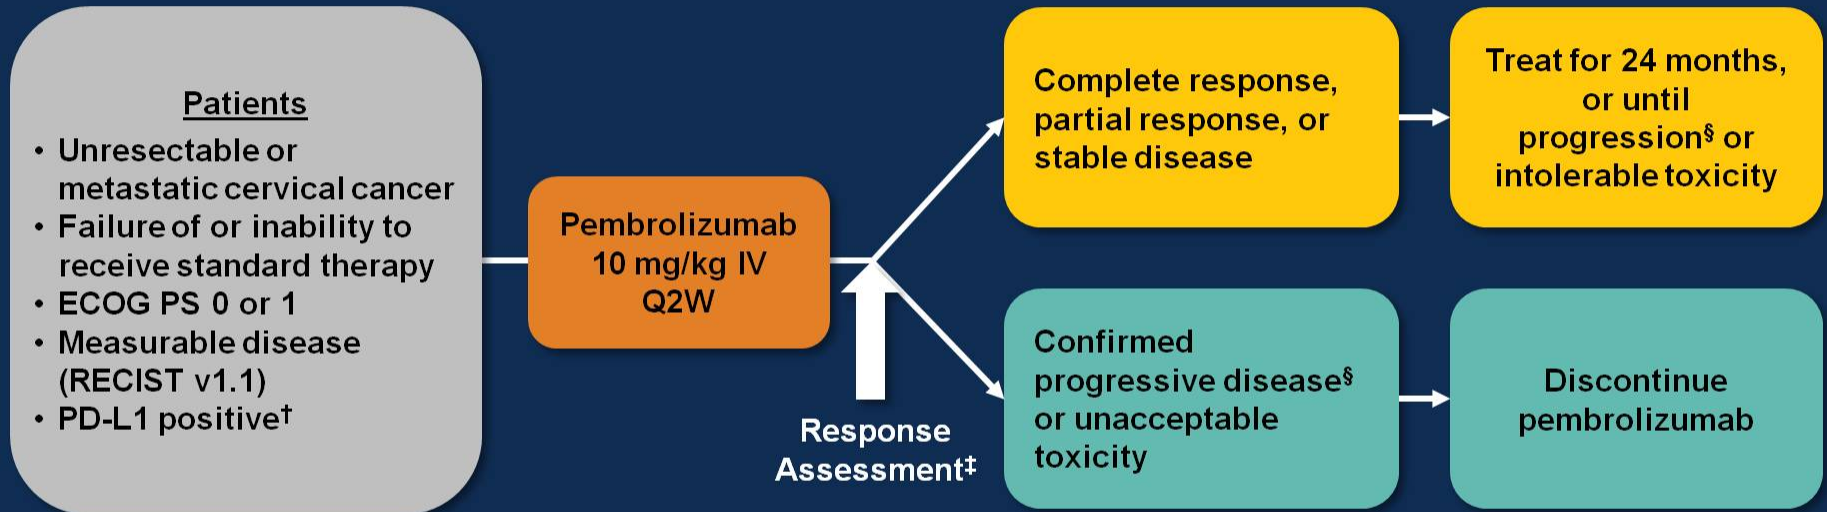 Patients
• Unresectable or
metastatic cervical cancer
• Failure of or inability to
receive standard therapy
• ECOG PS 0 or 1
• Measurable disease
(RECIST v1.1)
• PD-L1 positive†
Pembrolizumab
10 mg/kg IV
Q2W
Response
Assessment‡
Complete response,
partial response, or
stable disease
Treat for 24 months,
or until
progression§ or
intolerable toxicity
Confirmed
progressive disease§
or unacceptable
toxicity
Discontinue
pembrolizumab